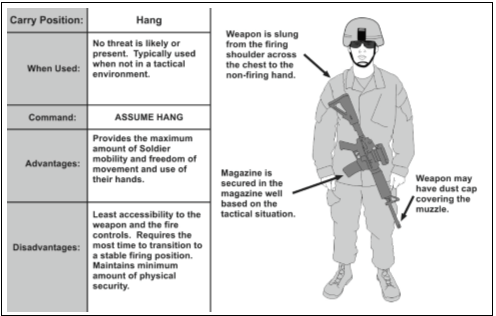 Carry Position:
Hang
When Used:
No threat is likely or
present. Typically used
when not in a tactical
environment.
Command:
ASSUME HANG
Advantages:
Provides the maximum
amount of Soldier
mobility and freedom of
movement and use of
their hands.
Disadvantages:
Least accessibility to the
weapon and the fire
controls. Requires the
most time to transition to
a stable firing position.
Maintains minimum
amount of physical
security.
Weapon is slung
from the firing
shoulder across
the chest to the
non-firing hand.
Magazine is
secured in the
magazine well
based on the
tactical situation.
Weapon may
have dust cap
covering the
muzzle.